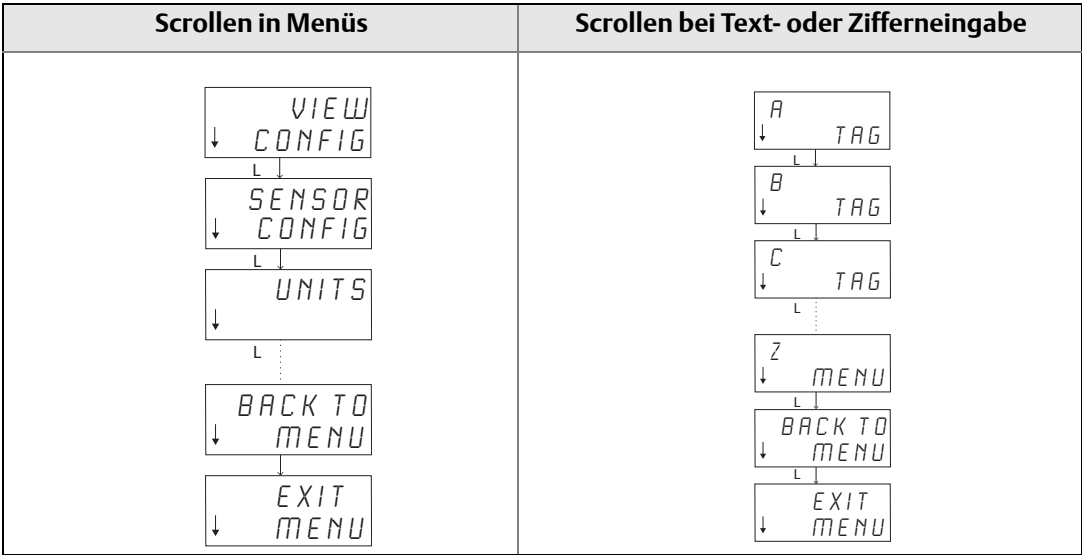 Scrollen in Menüs
VIEW
CONFIG
L
SENSOR
CONFIG
L
UNITS
L
BACK TO
MENU
EXIT
MENU
Scrollen bei Text- oder Zifferneingabe
A
TAG
L
B
TAG
L
C
TAG
L
Z
MENU
L
BACK TO
MENU
L
EXIT
MENU